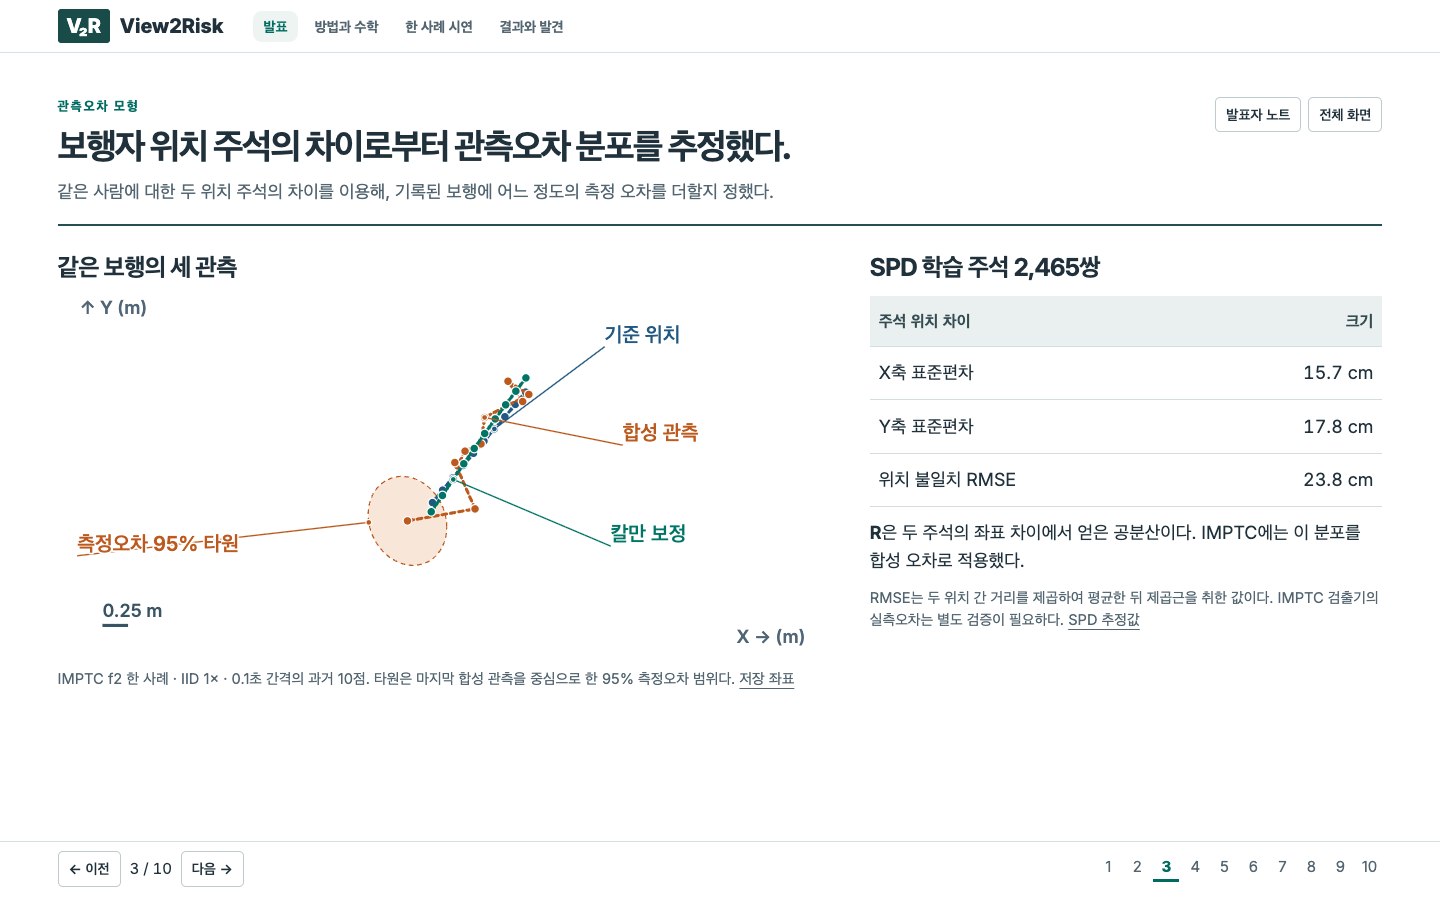 V2R View2Risk 발표 방법과 수학 한 사례 시연 결과와 발견
관측오차 모형
발표자 노트 전체 화면
보행자 위치 주석의 차이로부터 관측오차 분포를 추정했다.
같은 사람에 대한 두 위치 주석의 차이를 이용해, 기록된 보행에 어느 정도의 측정 오차를 더할지 정했다.
같은 보행의 세 관측
↑ Y (m)
기준 위치
합성 관측
칼만 보정
측정오차 95% 타원
0.25 m
X → (m)
IMPTC f2 한 사례 · IID 1× · 0.1초 간격의 과거 10점. 타원은 마지막 합성 관측을 중심으로 한 95% 측정오차 범위다. 저장 좌표
SPD 학습 주석 2,465쌍
주석 위치 차이 크기
X축 표준편차 15.7 cm
Y축 표준편차 17.8 cm
위치 불일치 RMSE 23.8 cm
R은 두 주석의 좌표 차이에서 얻은 공분산이다. IMPTC에는 이 분포를
합성 오차로 적용했다.
RMSE는 두 위치 간 거리를 제곱하여 평균한 뒤 제곱근을 취한 값이다. IMPTC 검출기의
실측오차는 별도 검증이 필요하다. SPD 추정값
← 이전 3 / 10 다음 →
1 2 3 4 5 6 7 8 9 10